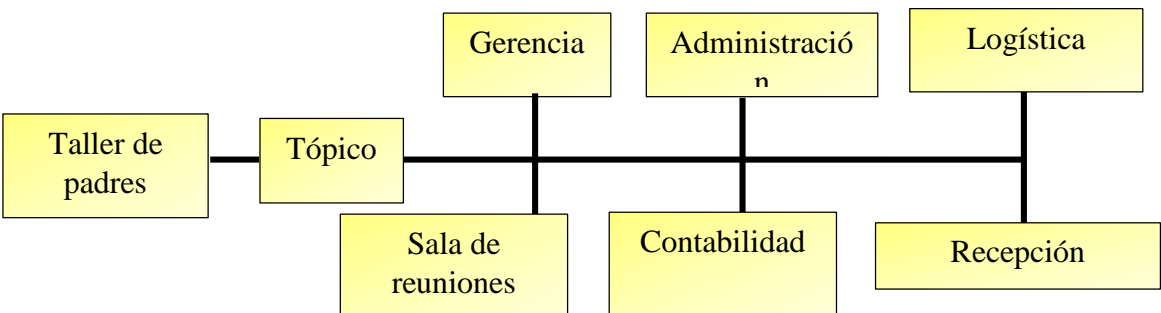 Gerencia
Administració
n
Logística
Taller de
padres
Tópico
Sala de
reuniones
Contabilidad
Recepción